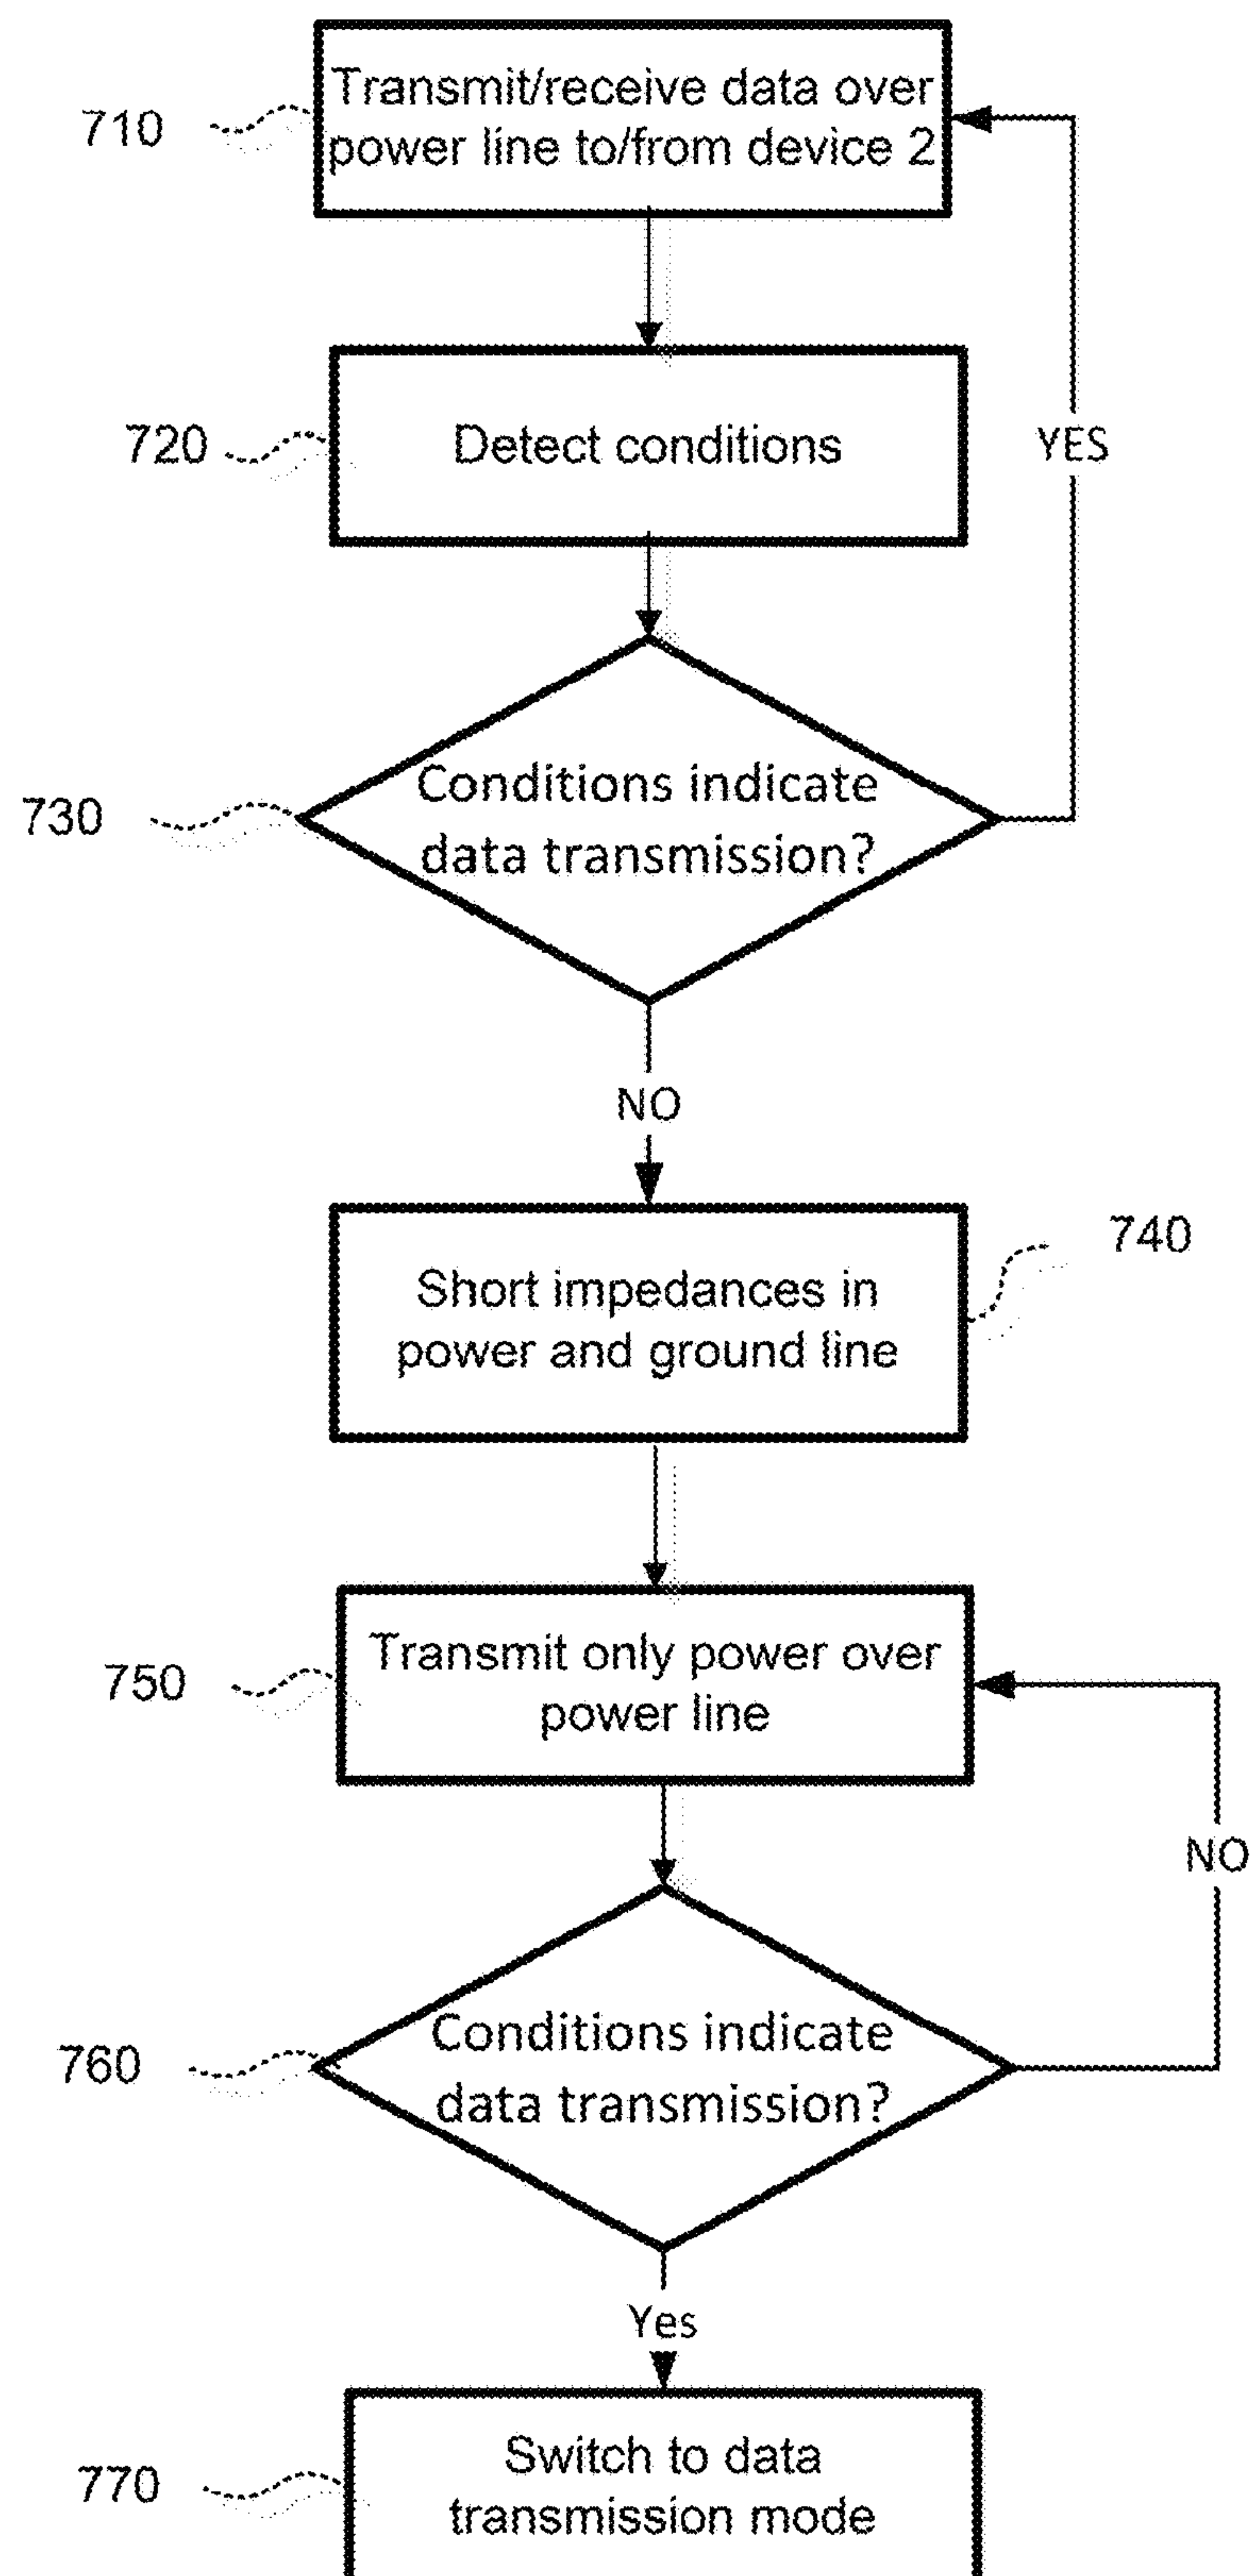 710
Transmit/receive data over
power line to/from device 2
720
Detect conditions
YES
730
Conditions indicate
data transmission?
NO
740
Short impedances in
power and ground line
750
Transmit only power over
power line
NO
760
Conditions indicate
data transmission?
Yes
770
Switch to data
transmission mode